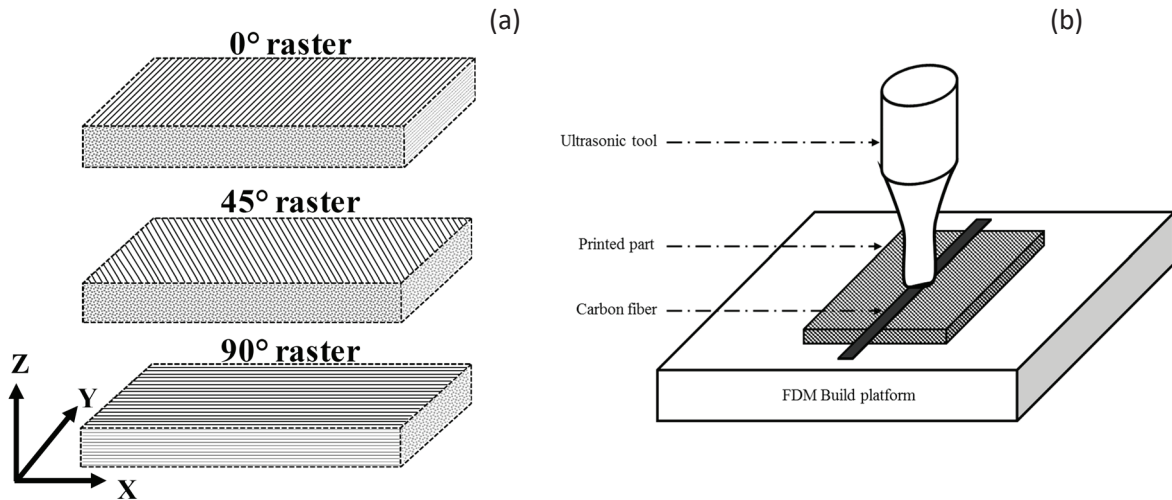 (a)
0° raster
45° raster
90° raster
Z
Y
X
(b)
Ultrasonic tool
Printed part
Carbon fiber
FDM Build platform